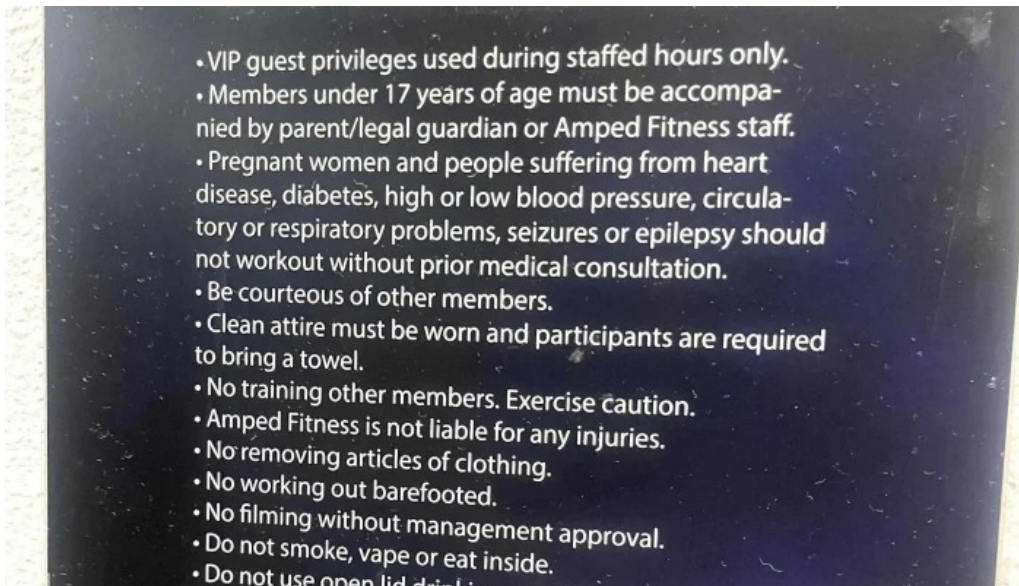 • VIP guest privileges used during staffed hours only.
• Members under 17 years of age must be accompa-
nied by parent/legal guardian or Amped Fitness staff.
• Pregnant women and people suffering from heart
disease, diabetes, high or low blood pressure, circula-
tory or respiratory problems, seizures or epilepsy should
not workout without prior medical consultation.
• Be courteous of other members.
• Clean attire must be worn and participants are required
to bring a towel.
• No training other members. Exercise caution.
• Amped Fitness is not liable for any injuries.
• No removing articles of clothing.
• No working out barefooted.
• No filming without management approval.
• Do not smoke, vape or eat inside.
• Do not use open lid